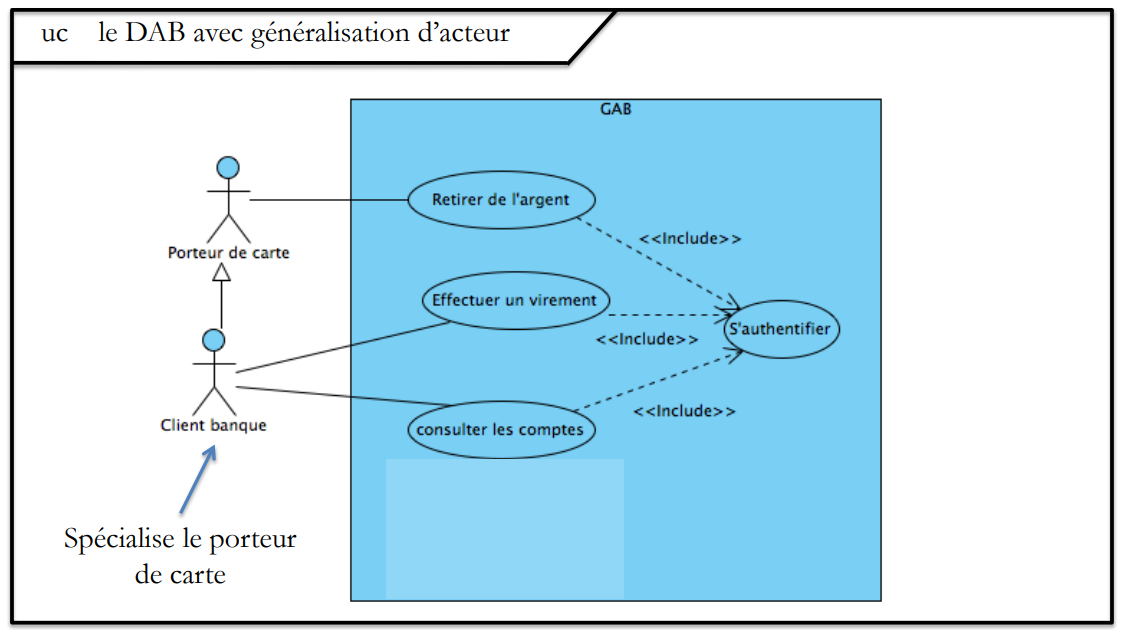 uc le DAB avec généralisation d’acteur
GAB
Retirer de l'argent
<<Include>>
Porteur de carte
Effectuer un virement
S'authentifier
<<Include>>
<<Include>>
Client banque
consulter les comptes
Spécialise le porteur
de carte